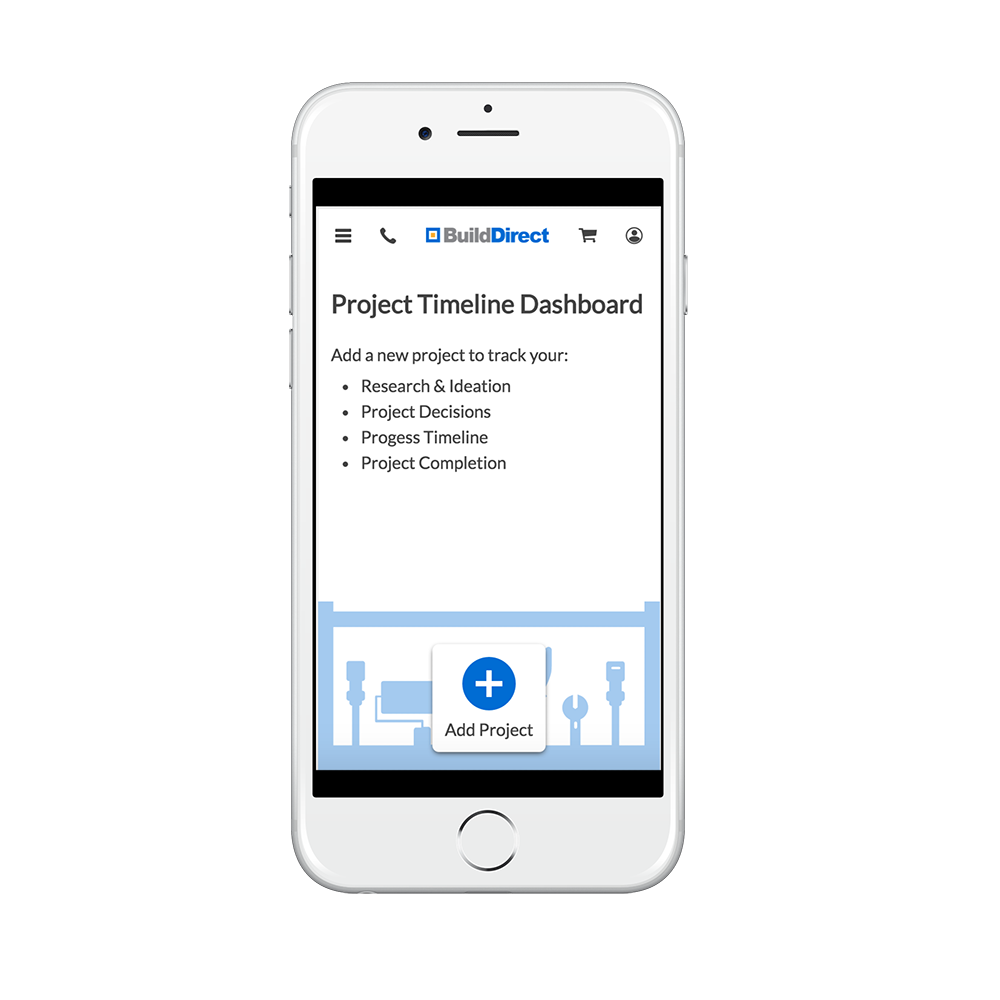 BuildDirect
Project Timeline Dashboard
Add a new project to track your:
• Research & Ideation
• Project Decisions
• Progess Timeline
• Project Completion
Add Project